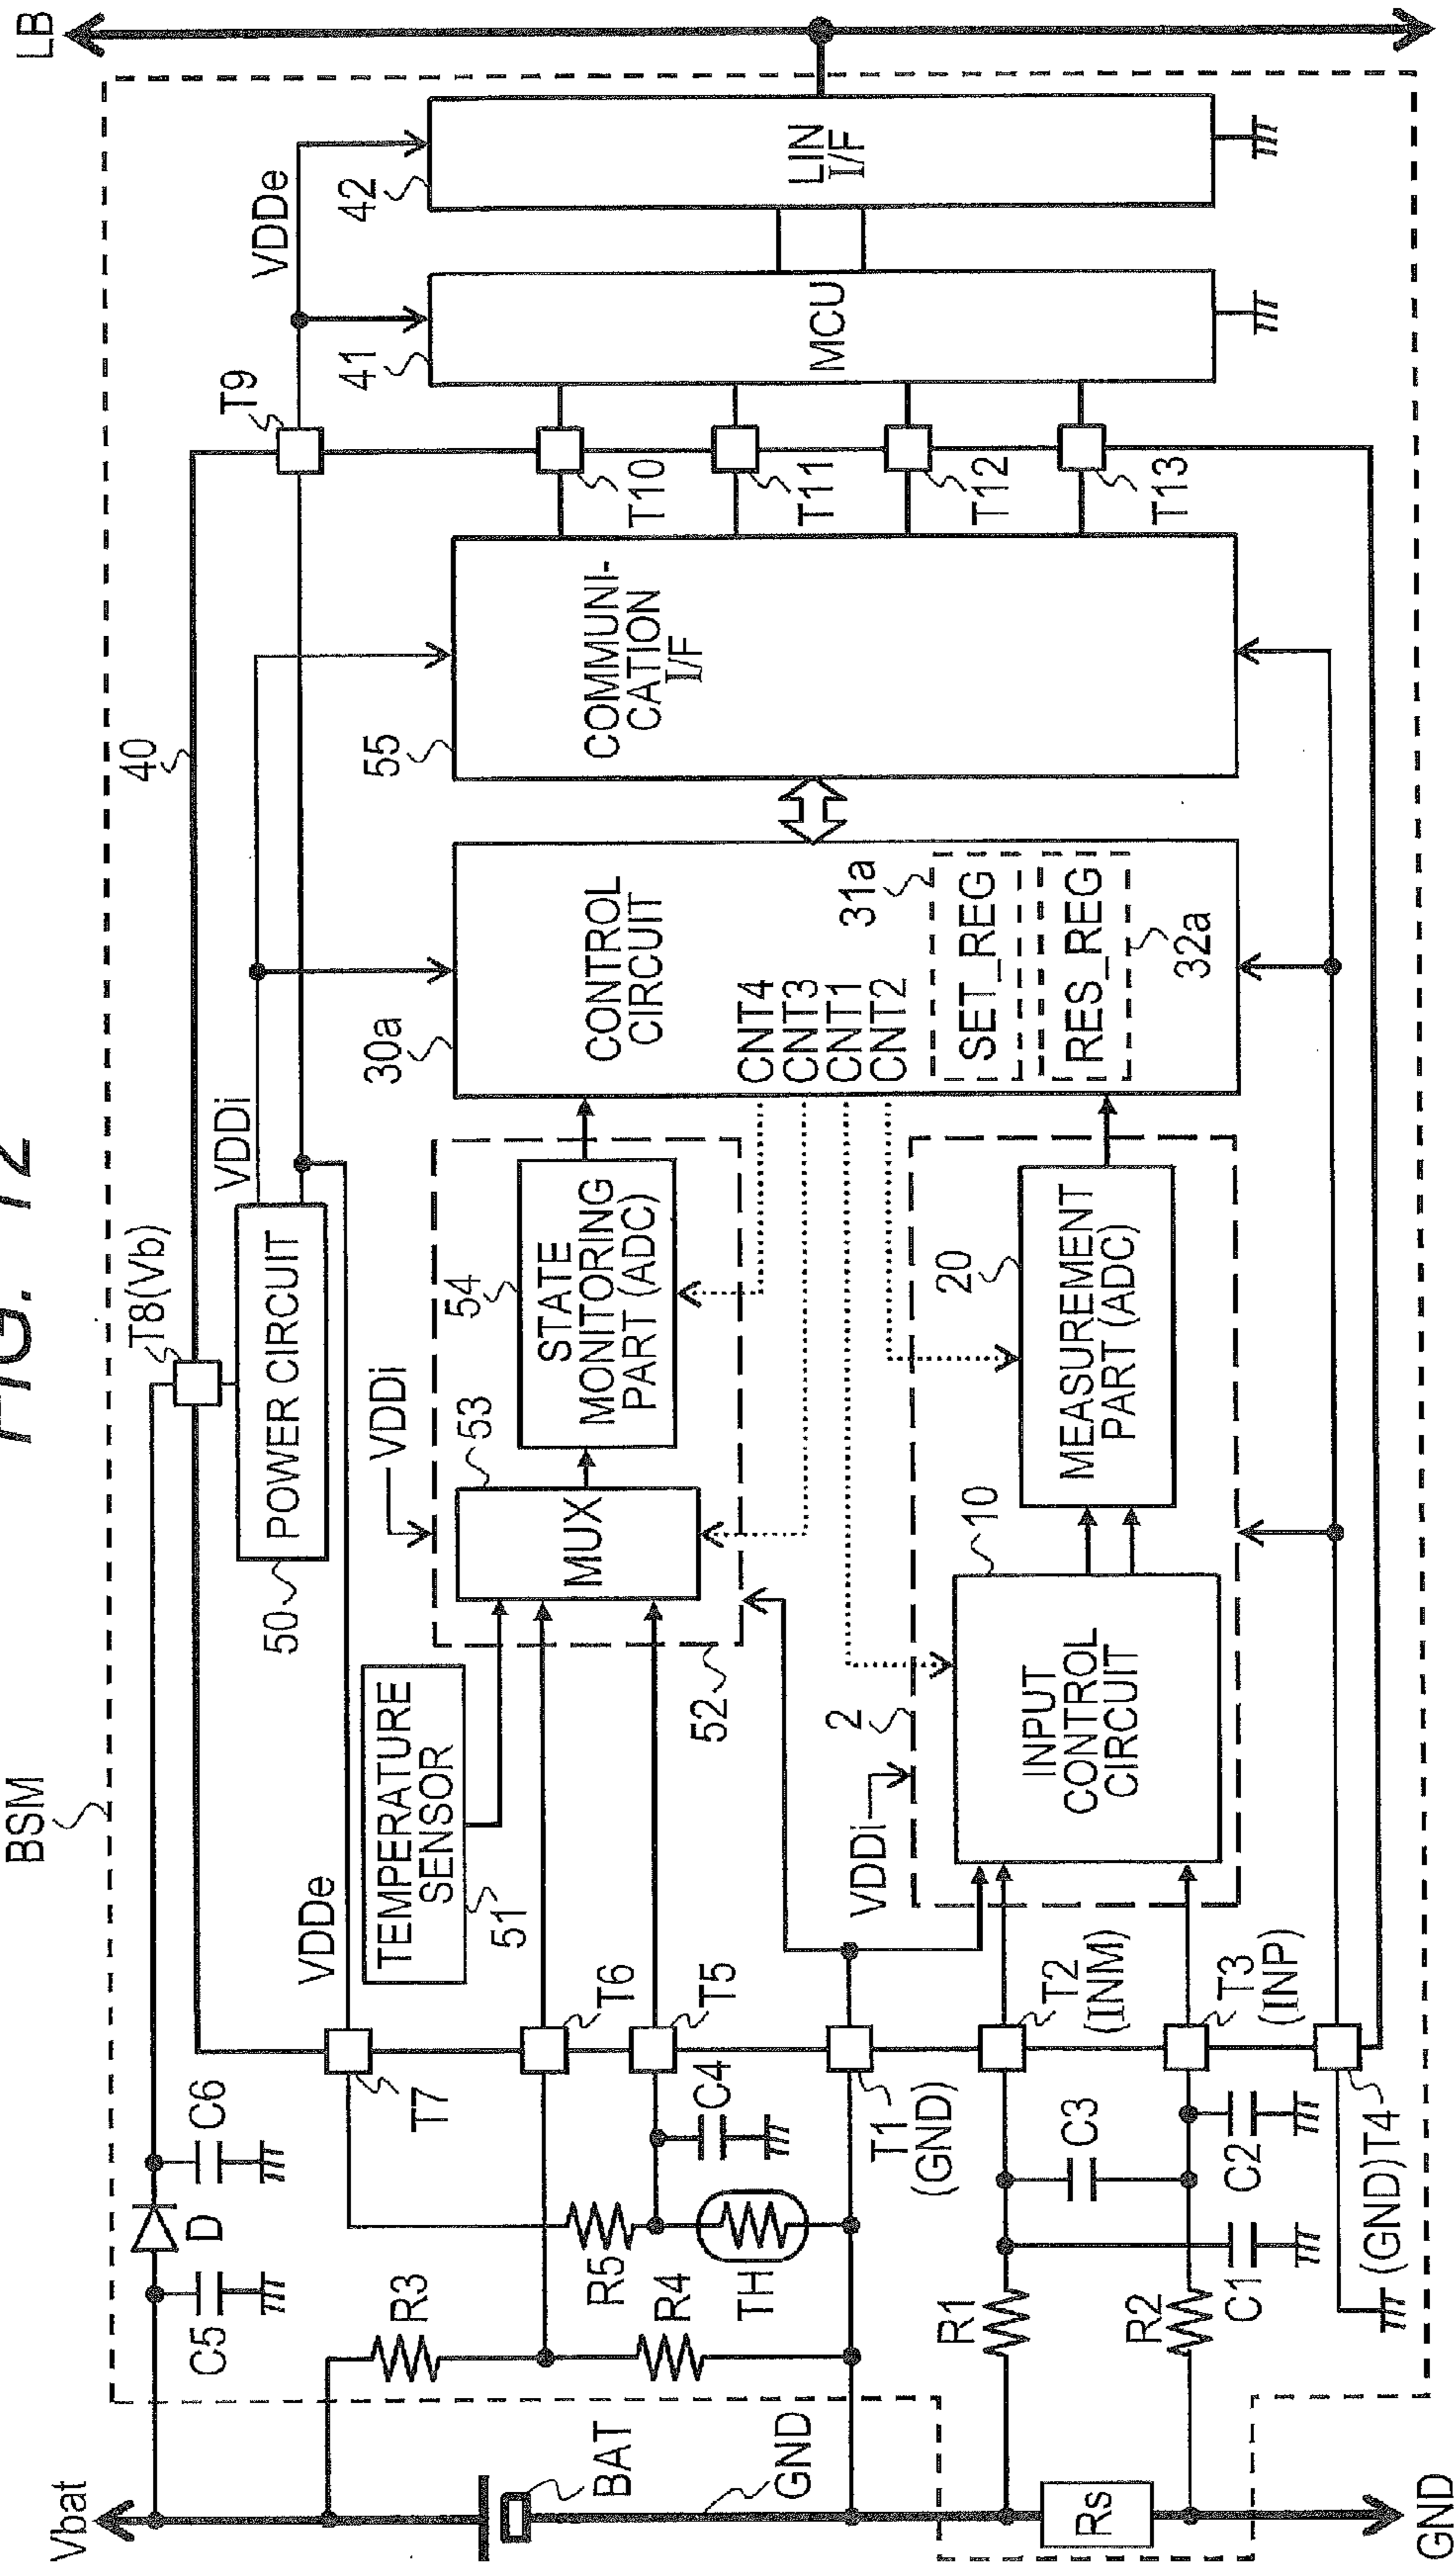 FIG. 12
BSM
LB
Vbat
C5
D
C6
T8(Vb)
40
T9
VDDe
50
POWER CIRCUIT
VDDi
VDDe
T7
R3
R5
R4
TH
C4
T6
T5
TEMPERATURE
SENSOR
51
VDDi
53
MUX
54
STATE
MONITORING
PART (ADC)
52
30a
CONTROL
CIRCUIT
CNT4
CNT3
CNT1
CNT2
31a
SET_REG
RES_REG
32a
55
COMMUNI-
CATION
I/F
T10
T11
T12
T13
41
MCU
42
LIN
I/F
BAT
GND
T1
(GND)
VDDi
2
INPUT
CONTROL
CIRCUIT
10
20
MEASUREMENT
PART (ADC)
R1
R2
C3
C1
C2
T2
(INM)
T3
(INP)
(GND)T4
Rs
GND